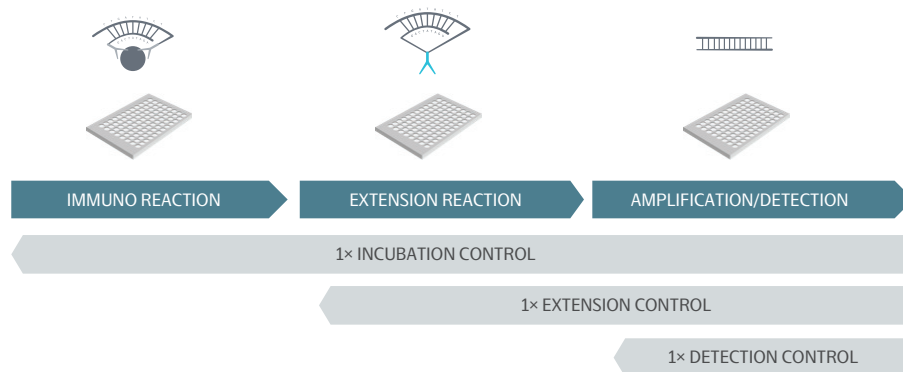 IMMUNO REACTION
EXTENSION REACTION
AMPLIFICATION/DETECTION
1× INCUBATION CONTROL
1× EXTENSION CONTROL
1× DETECTION CONTROL